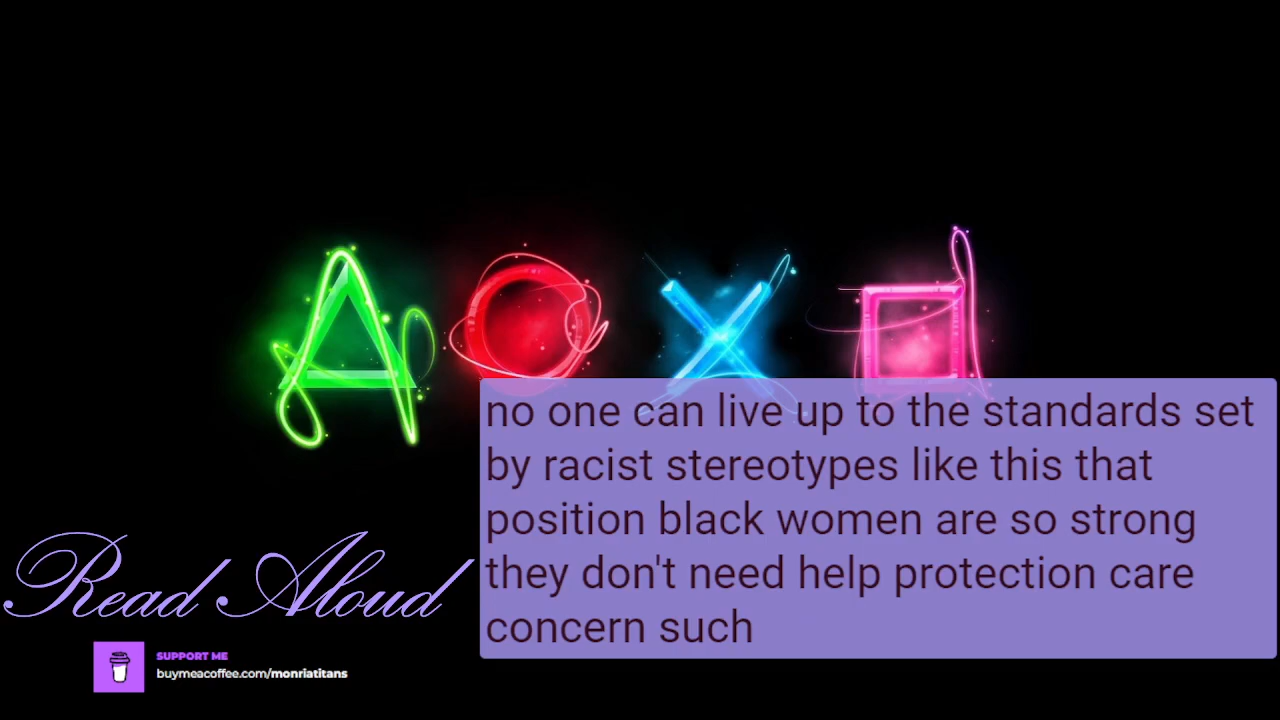 A o x d
no one can live up to the standards set
by racist stereotypes like this that
position black women are so strong
they don't need help protection care
concern such
Read Aloud
SUPPORT ME
buymeacoffee.com/monriatitans